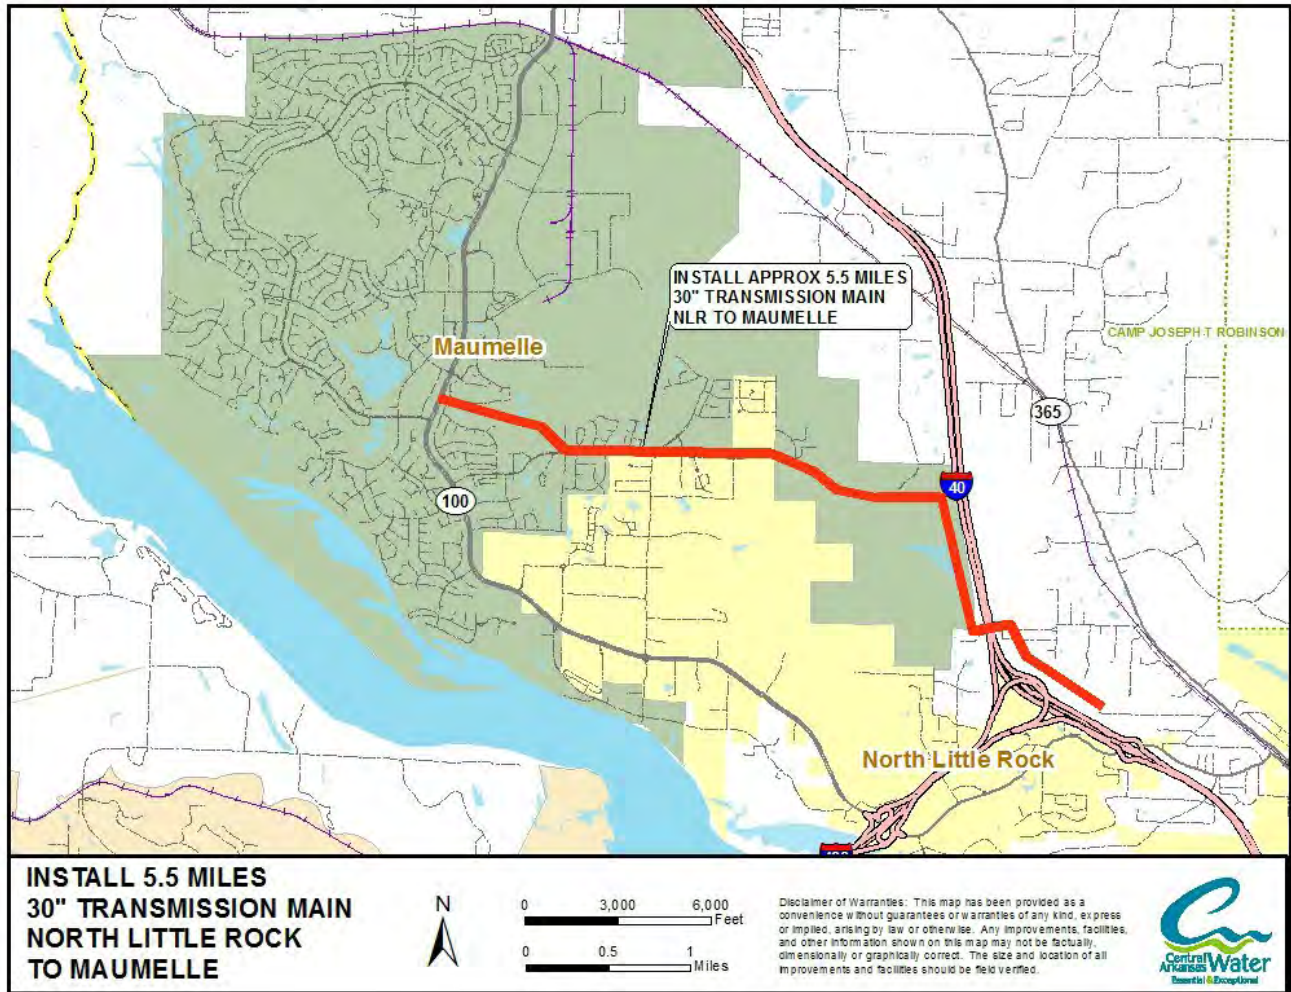 INSTALL APPROX 5.5 MILES
30" TRANSMISSION MAIN
NLR TO MAUMELLE
CAMP JOSEPH T ROBINSON
Maumelle
365
40
100
North Little Rock
INSTALL 5.5 MILES
30" TRANSMISSION MAIN
NORTH LITTLE ROCK
TO MAUMELLE
N
0 3,000 6,000
Feet
0 0.5 1
Miles
Disclaimer of Warranties: This map has been provided as a
convenience without guarantees or warranties of any kind, express
or implied, arising by law or otherwise. Any improvements, facilities,
and other information shown on this map may not be factually,
dimensionally or graphically correct. The size and location of all
improvements and facilities should be field verified.
Central
Arkansas Water
Essential & Exceptional